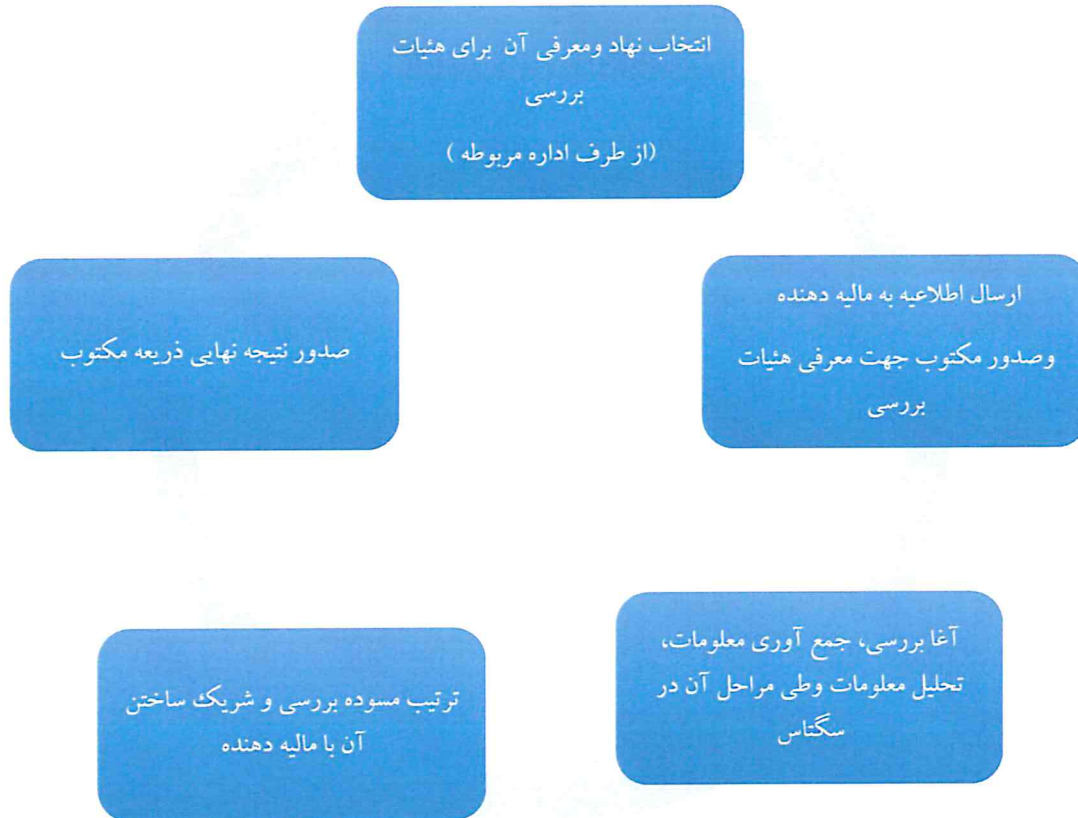 انتخاب نهاد ومعرفی آن برای هئیات
بررسی
(از طرف اداره مربوطه )
ارسال اطلاعیه به مالیه دهنده
وصدور مکتوب جهت معرفی هئیات
بررسی
آغا بررسی، جمع آوری معلومات،
تحلیل معلومات وطی مراحل آن در
سگتاس
ترتیب مسوده بررسی و شریک ساختن
آن با مالیه دهنده
صدور نتیجه نهایی ذریعه مکتوب